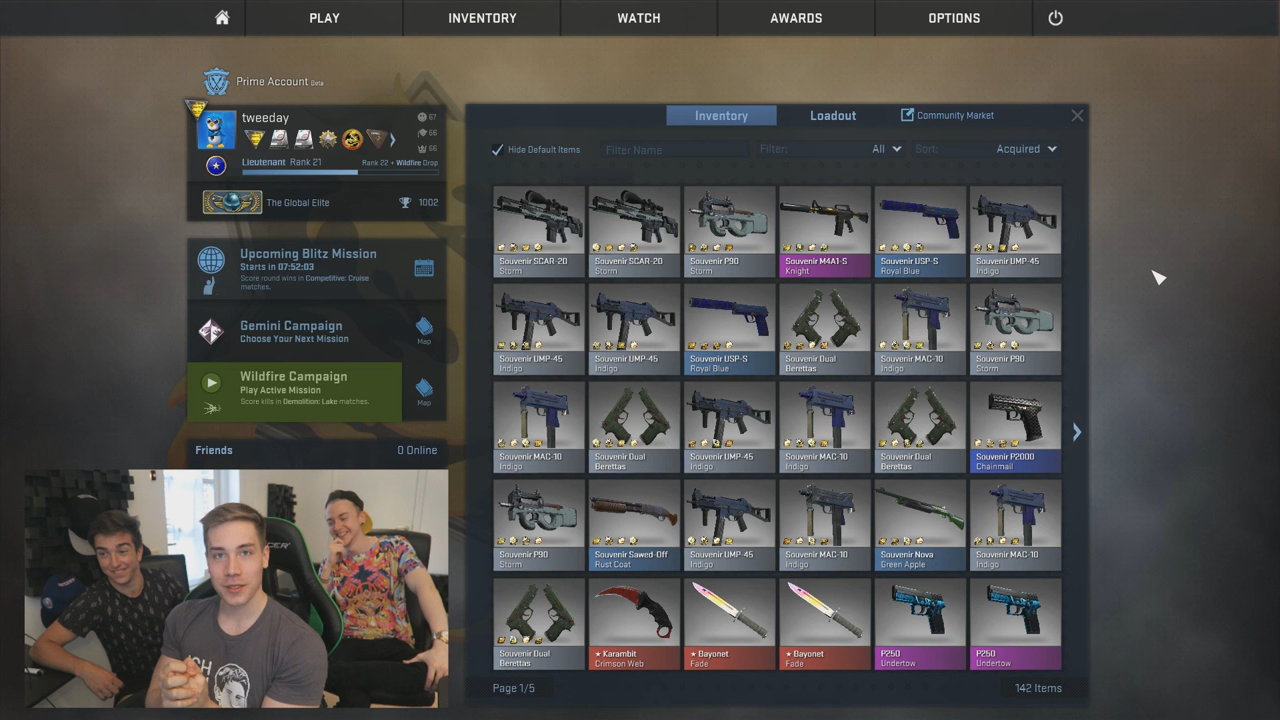 PLAY
INVENTORY
WATCH
AWARDS
OPTIONS
Prime Account Beta
tweeday
67
66
66
Lieutenant Rank 21
Rank 22 + Wildfire Drop
The Global Elite
1002
Upcoming Blitz Mission
Starts in 07:52:03
Score round wins in Competitive: Cruise
matches.
Gemini Campaign
Choose Your Next Mission
Map
Wildfire Campaign
Play Active Mission
Score kills in Demolition: Lake matches.
Map
Friends
0 Online
Inventory
Loadout
Community Market
Hide Default Items
Filter Name
Filter:
All
Sort:
Acquired
Souvenir SCAR-20
Storm
Souvenir SCAR-20
Storm
Souvenir P90
Storm
Souvenir M4A1-S
Knight
Souvenir USP-S
Royal Blue
Souvenir UMP-45
Indigo
Souvenir UMP-45
Indigo
Souvenir UMP-45
Indigo
Souvenir USP-S
Royal Blue
Souvenir Dual
Berettas
Souvenir MAC-10
Indigo
Souvenir P90
Storm
Souvenir MAC-10
Indigo
Souvenir Dual
Berettas
Souvenir UMP-45
Indigo
Souvenir MAC-10
Indigo
Souvenir Dual
Berettas
Souvenir P2000
Chainmail
Souvenir P90
Storm
Souvenir Sawed-Off
Rust Coat
Souvenir UMP-45
Indigo
Souvenir MAC-10
Indigo
Souvenir Nova
Green Apple
Souvenir MAC-10
Indigo
Souvenir Dual
Berettas
★ Karambit
Crimson Web
★ Bayonet
Fade
★ Bayonet
Fade
P250
Undertow
P250
Undertow
Page 1/5
142 Items